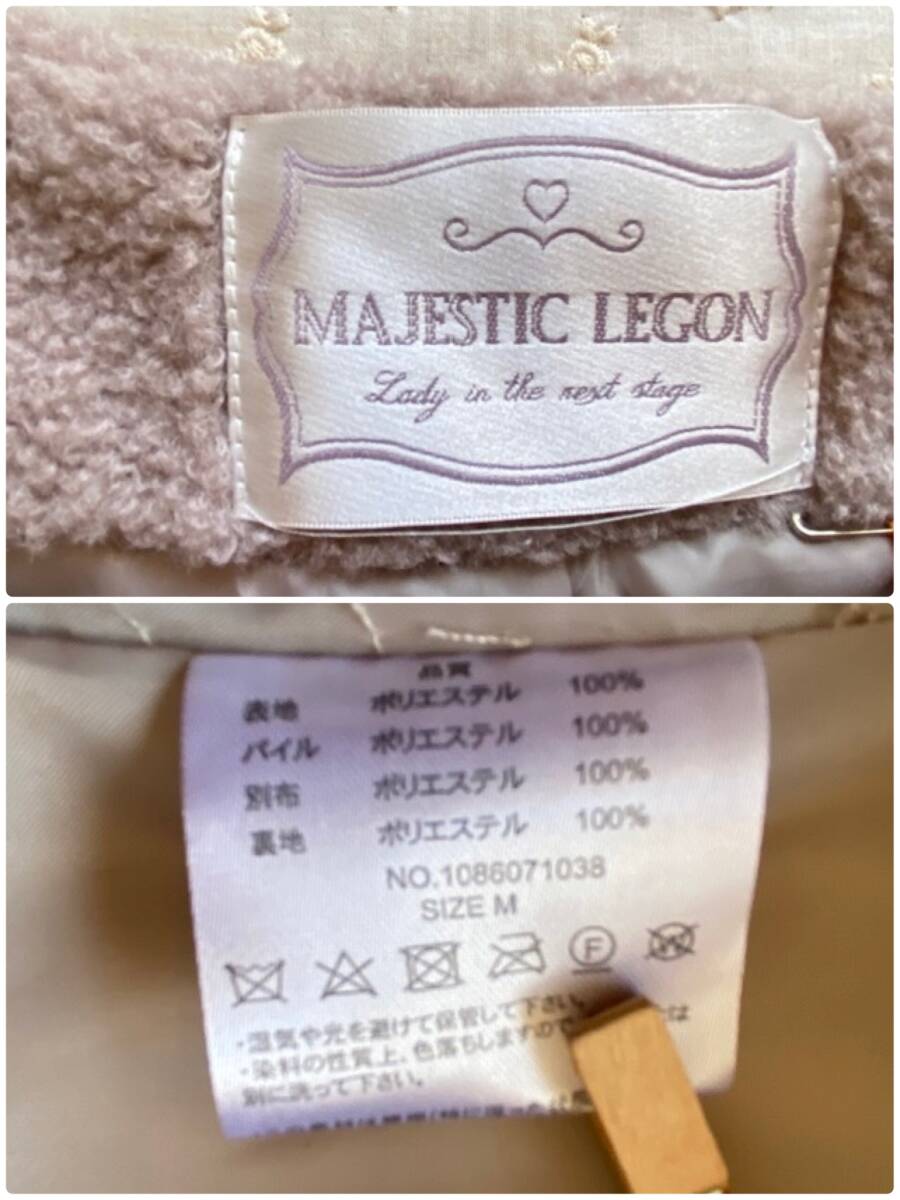 MAJESTIC LEGON
Lady in the next stage
品質
表地 ポリエステル 100%
パイル ポリエステル 100%
別布 ポリエステル 100%
裏地 ポリエステル 100%
NO.1086071038
SIZE M
F W
・湿気や光を避けて保管して下さい。
・染料の性質上、色落ちしますので は
別に洗って下さい。